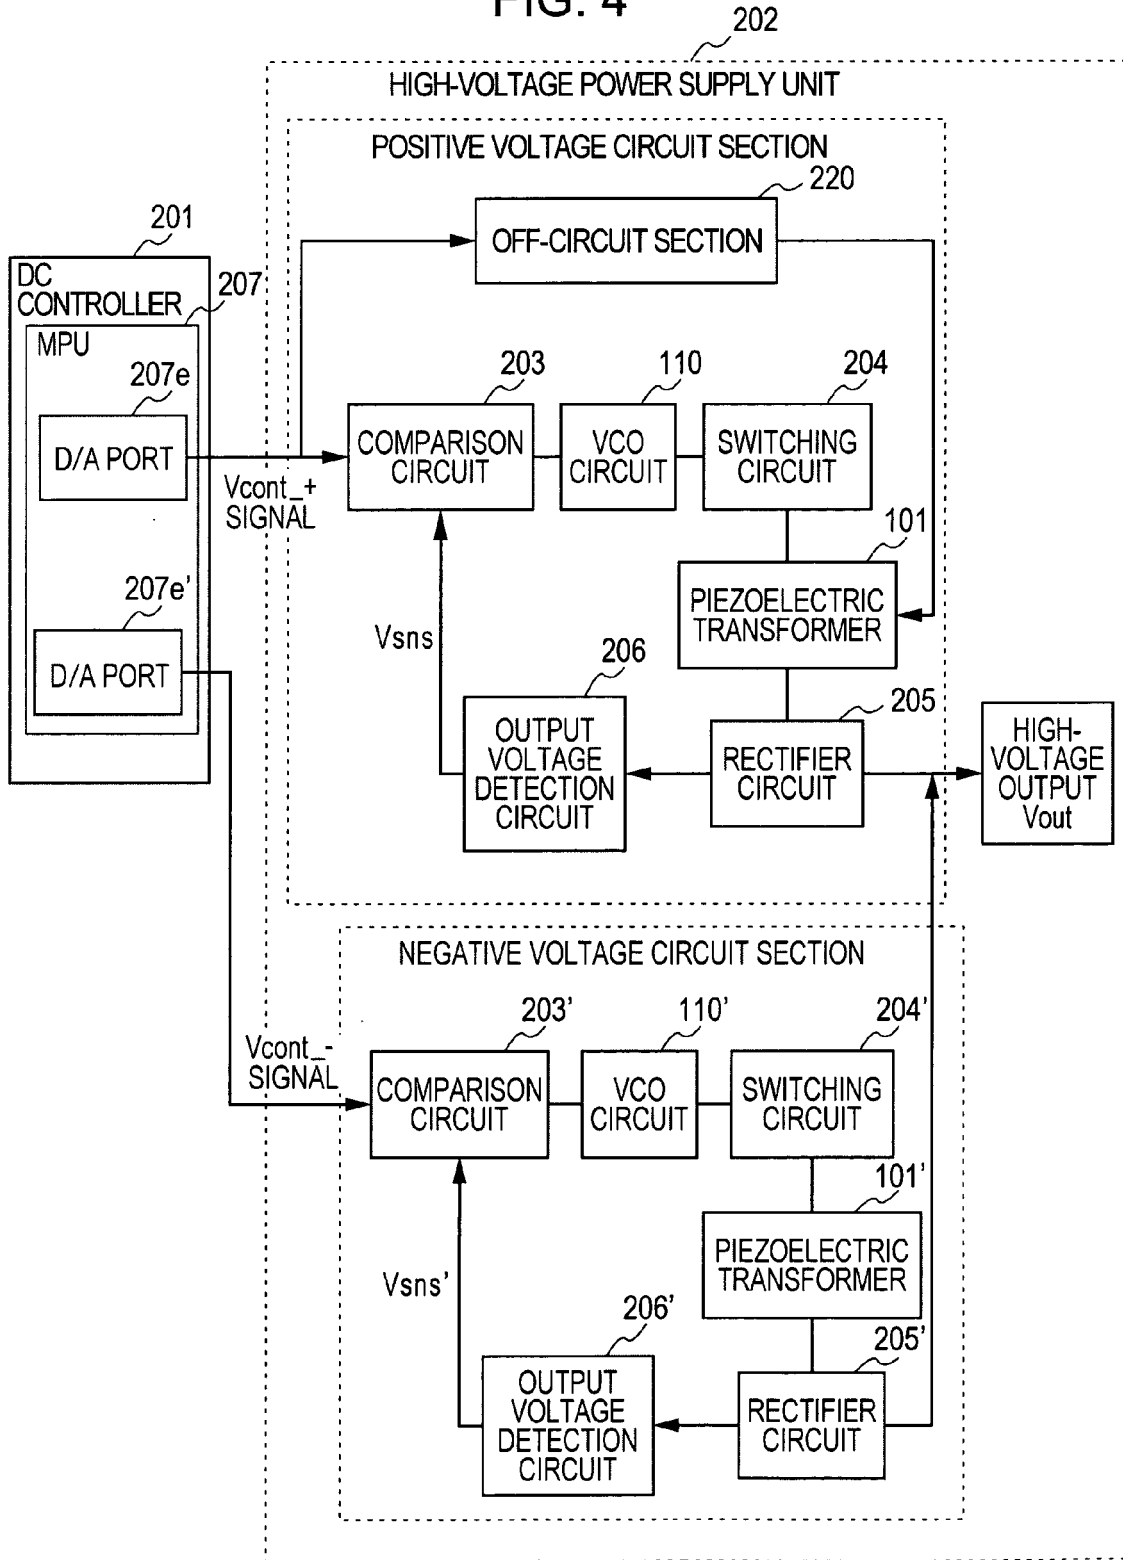 FIG. 4
202
HIGH-VOLTAGE POWER SUPPLY UNIT
POSITIVE VOLTAGE CIRCUIT SECTION
220
OFF-CIRCUIT SECTION
201
DC
CONTROLLER
207
MPU
207e
D/A PORT
Vcont_+
SIGNAL
203
COMPARISON
CIRCUIT
110
VCO
CIRCUIT
204
SWITCHING
CIRCUIT
101
PIEZOELECTRIC
TRANSFORMER
207e'
D/A PORT
Vsns
206
OUTPUT
VOLTAGE
DETECTION
CIRCUIT
205
RECTIFIER
CIRCUIT
HIGH-
VOLTAGE
OUTPUT
Vout
NEGATIVE VOLTAGE CIRCUIT SECTION
Vcont_-
SIGNAL
203'
COMPARISON
CIRCUIT
110'
VCO
CIRCUIT
204'
SWITCHING
CIRCUIT
101'
PIEZOELECTRIC
TRANSFORMER
Vsns'
206'
OUTPUT
VOLTAGE
DETECTION
CIRCUIT
205'
RECTIFIER
CIRCUIT